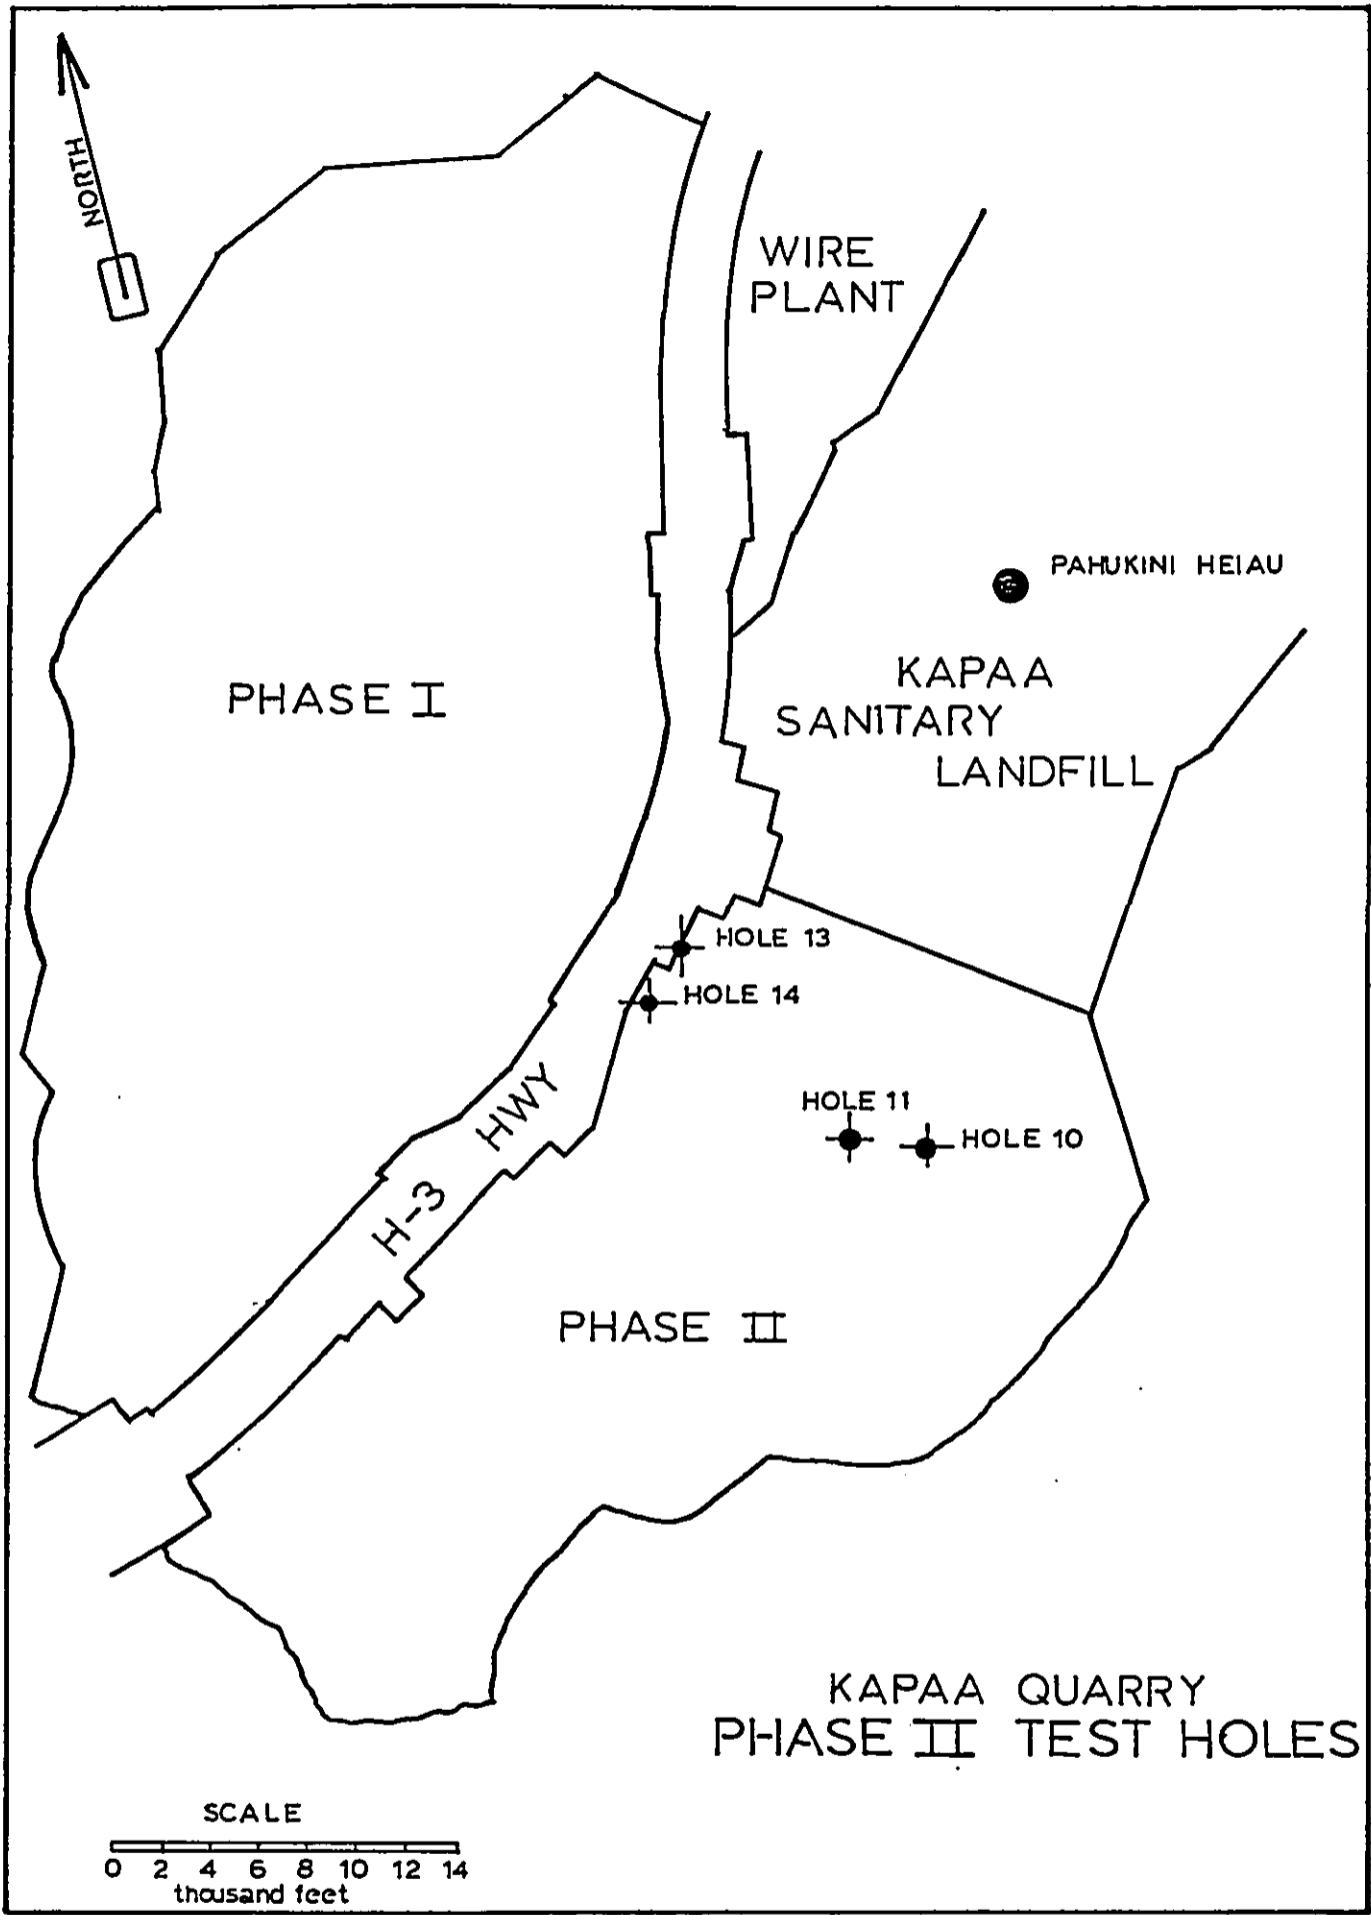 NORTH
WIRE
PLANT
PAHUKINI HEIAU
KAPAA
SANITARY
LANDFILL
PHASE I
HOLE 13
HOLE 14
HOLE 11
HOLE 10
H-3 HWY
PHASE II
KAPAA QUARRY
PHASE II TEST HOLES
SCALE
0 2 4 6 8 10 12 14
thousand feet